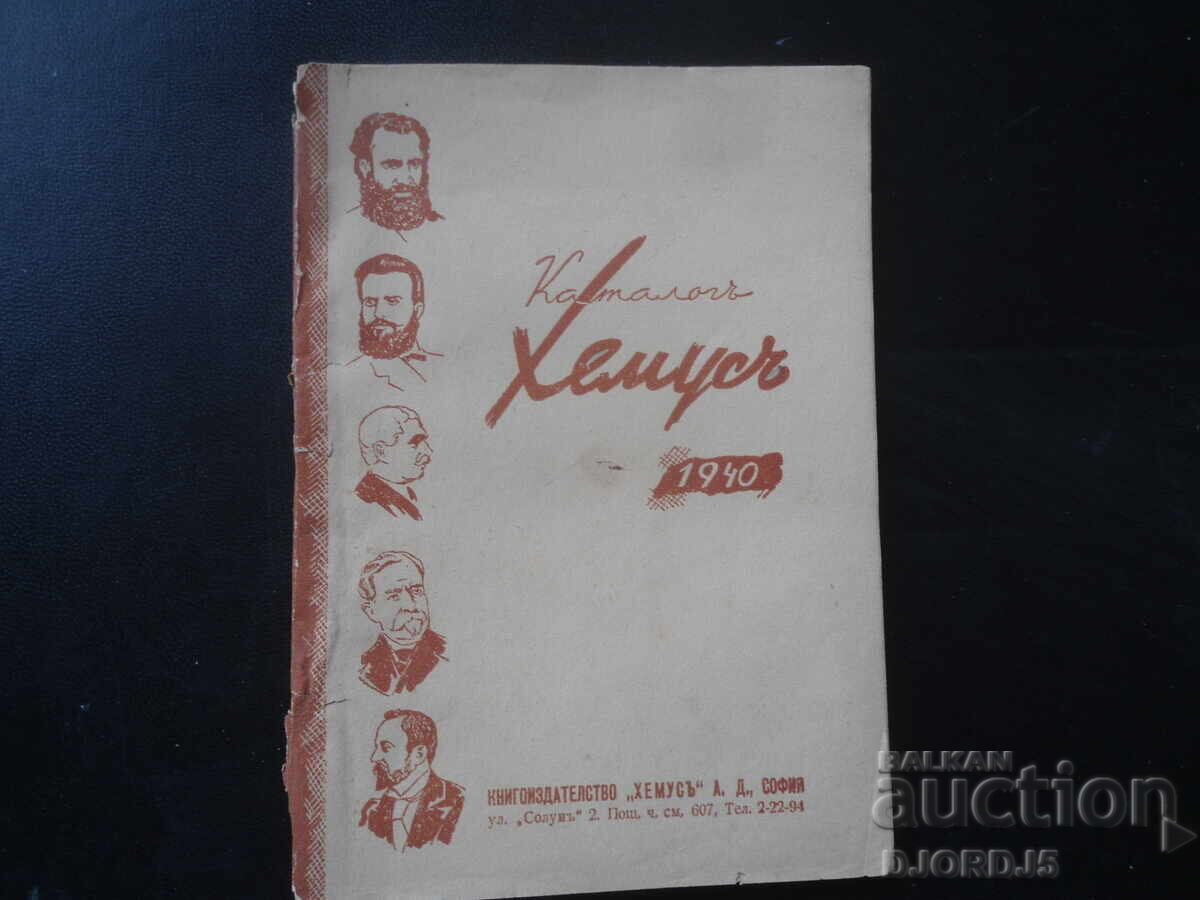 Каталогъ
Хемусъ
1940
КНИГОИЗДАТЕЛСТВО „ХЕМУСЪ" А. Д., СОФИЯ
ул. „Солунъ" 2. Пощ. ч. см, 607, Тел. 2-22-94
BALKAN
auction
DJORDJ5